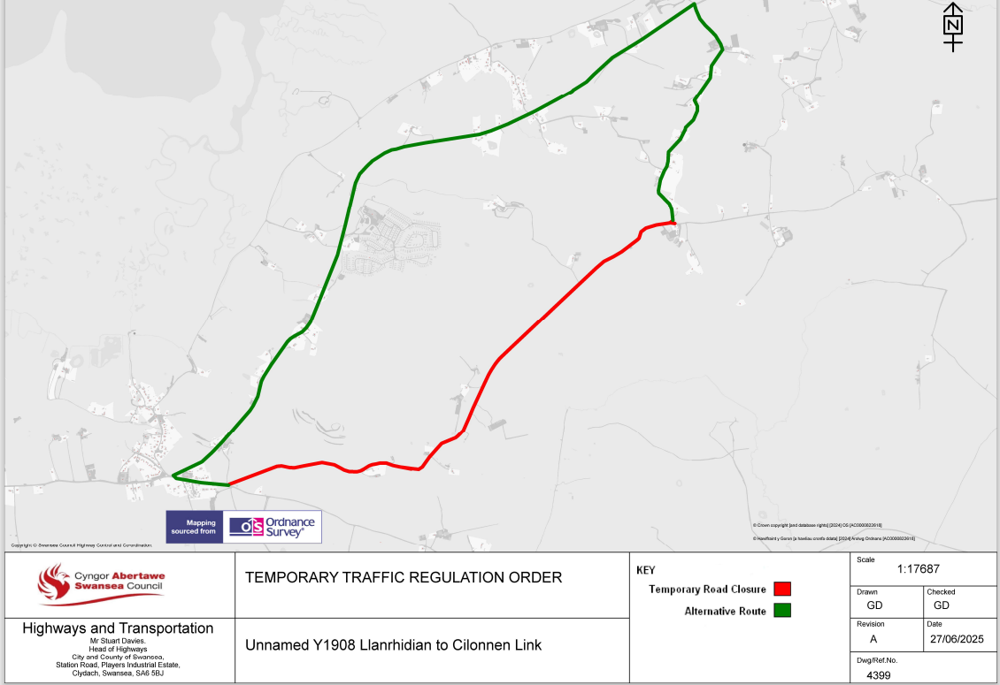 N
Mapping
sourced from
OS
Ordnance
Survey®
© Crown copyright [and database rights] [2024] OS [AC0000822618]
© Hawlfraint y Goron [a hawliau cronfa ddata] [2024] Arolwg Ordnans [AC0000822618]
Copyright © Swansea Council Highway Control and Co-ordination.
Cyngor Abertawe
Swansea Council
TEMPORARY TRAFFIC REGULATION ORDER
KEY
Temporary Road Closure
Alternative Route
Scale
1:17687
Drawn
GD
Checked
GD
Highways and Transportation
Mr Stuart Davies.
Head of Highways
City and County of Swansea,
Station Road, Players Industrial Estate,
Clydach, Swansea, SA6 5BJ
Unnamed Y1908 Llanrhidian to Cilonnen Link
Revision
A
Date
27/06/2025
Dwg/Ref.No.
4399